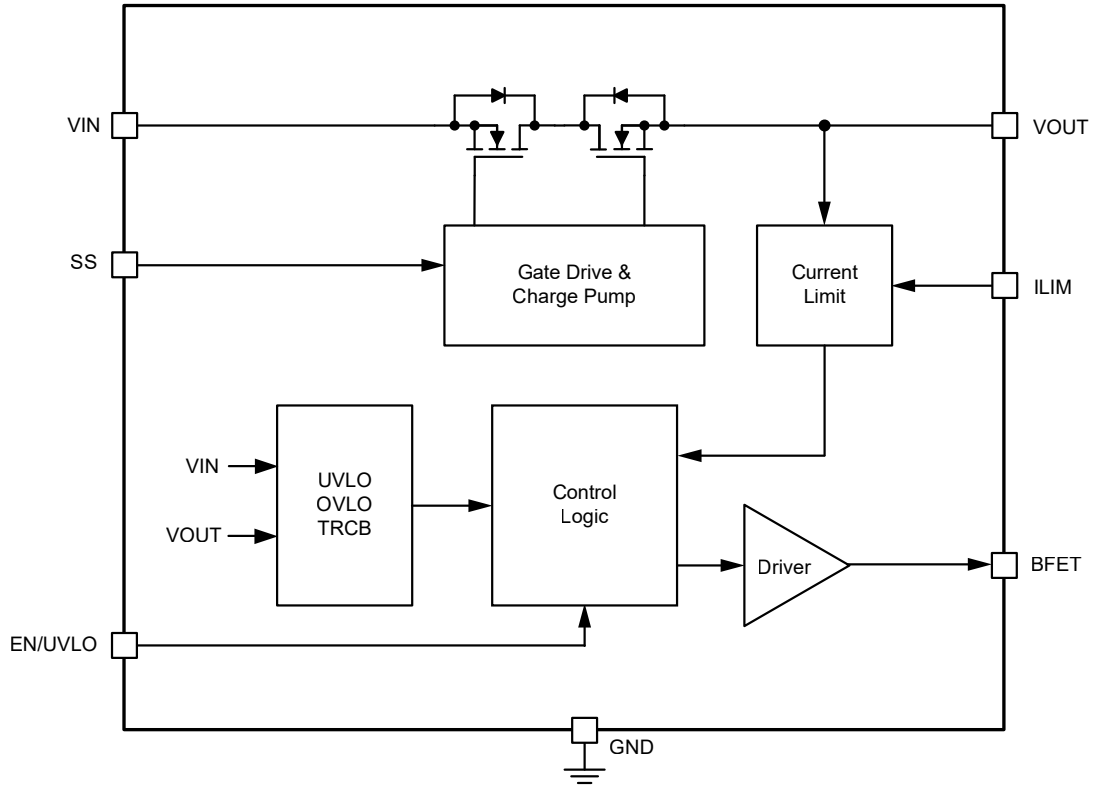 VIN
VOUT
SS
Gate Drive &
Charge Pump
Current
Limit
ILIM
VIN
VOUT
UVLO
OVLO
TRCB
Control
Logic
Driver
BFET
EN/UVLO
GND